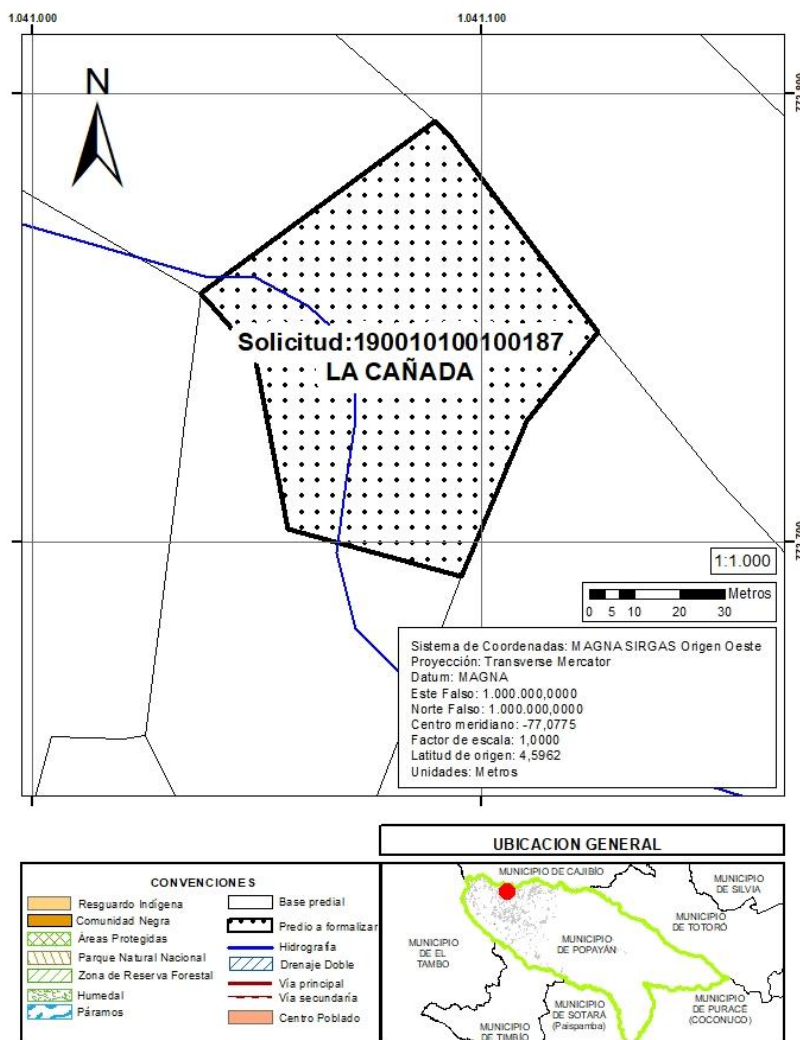 1.041.000
1.041.100
N
772.800
Solicitud:190010100100187
LA CAÑADA
772.700
1:1.000
Metros
0 5 10 20 30
Sistema de Coordenadas: MAGNA SIRGAS Origen Oeste
Proyección: Transverse Mercator
Datum: MAGNA
Este Falso: 1.000.000,0000
Norte Falso: 1.000.000,0000
Centro meridiano: -77,0775
Factor de escala: 1,0000
Latitud de origen: 4,5962
Unidades: Metros
UBICACION GENERAL
CONVENCIONES
Resguardo Indígena
Comunidad Negra
Áreas Protegidas
Parque Natural Nacional
Zona de Reserva Forestal
Humedal
Páramos
Base predial
Predio a formalizar
Hidrografía
Drenaje Doble
Vía principal
Vía secundaría
Centro Poblado
MUNICIPIO DE CAJIBÍO
MUNICIPIO
DE SILVIA
MUNICIPIO
DE TOTORÓ
MUNICIPIO
DE EL
TAMBO
MUNICIPIO
DE POPAYÁN
MUNICIPIO
DE SOTARÁ
(Paispamba)
MUNICIPIO
DE PURACÉ
(COCONUCO)
MUNICIPIO
DE TIMBÍO